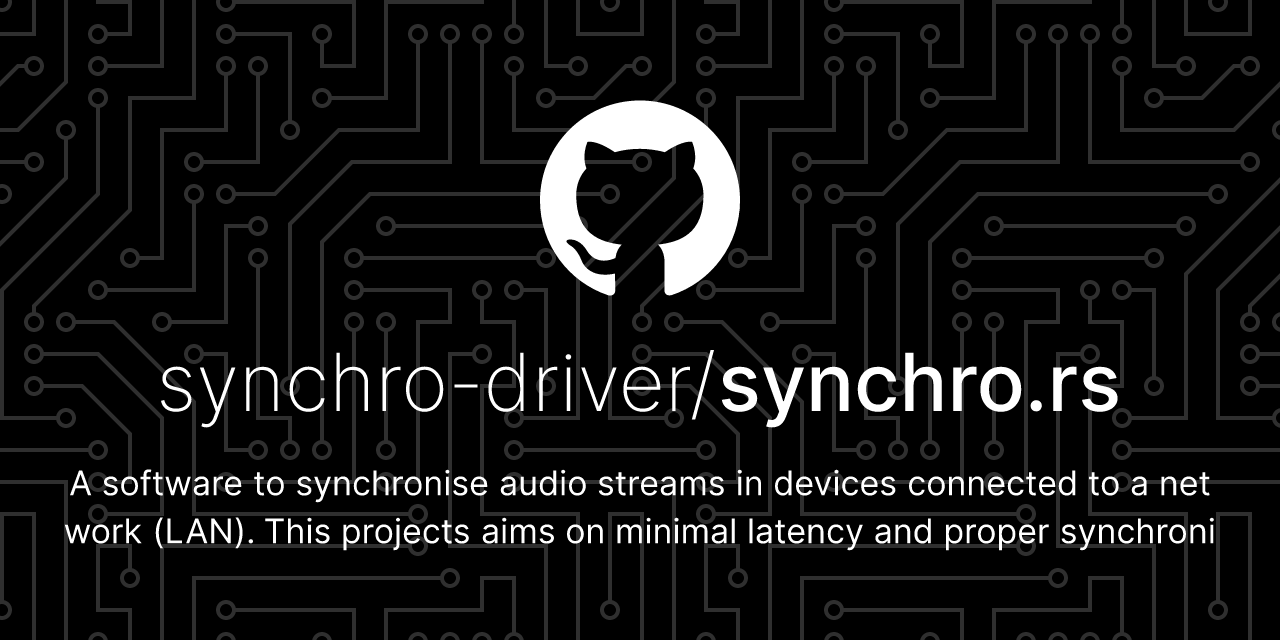 synchro-driver/synchro.rs
A software to synchronise audio streams in devices connected to a net
work (LAN). This projects aims on minimal latency and proper synchroni